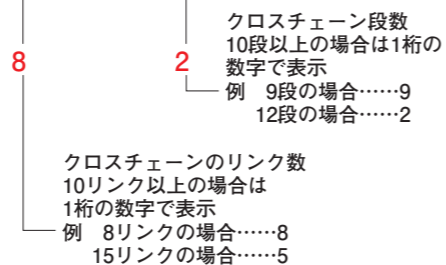 クロスチェーン段数
10段以上の場合は1桁の
数字で表示
例　9段の場合……9
12段の場合……2
8
2
クロスチェーンのリンク数
10リンク以上の場合は
1桁の数字で表示
例　8リンクの場合……8
15リンクの場合……5